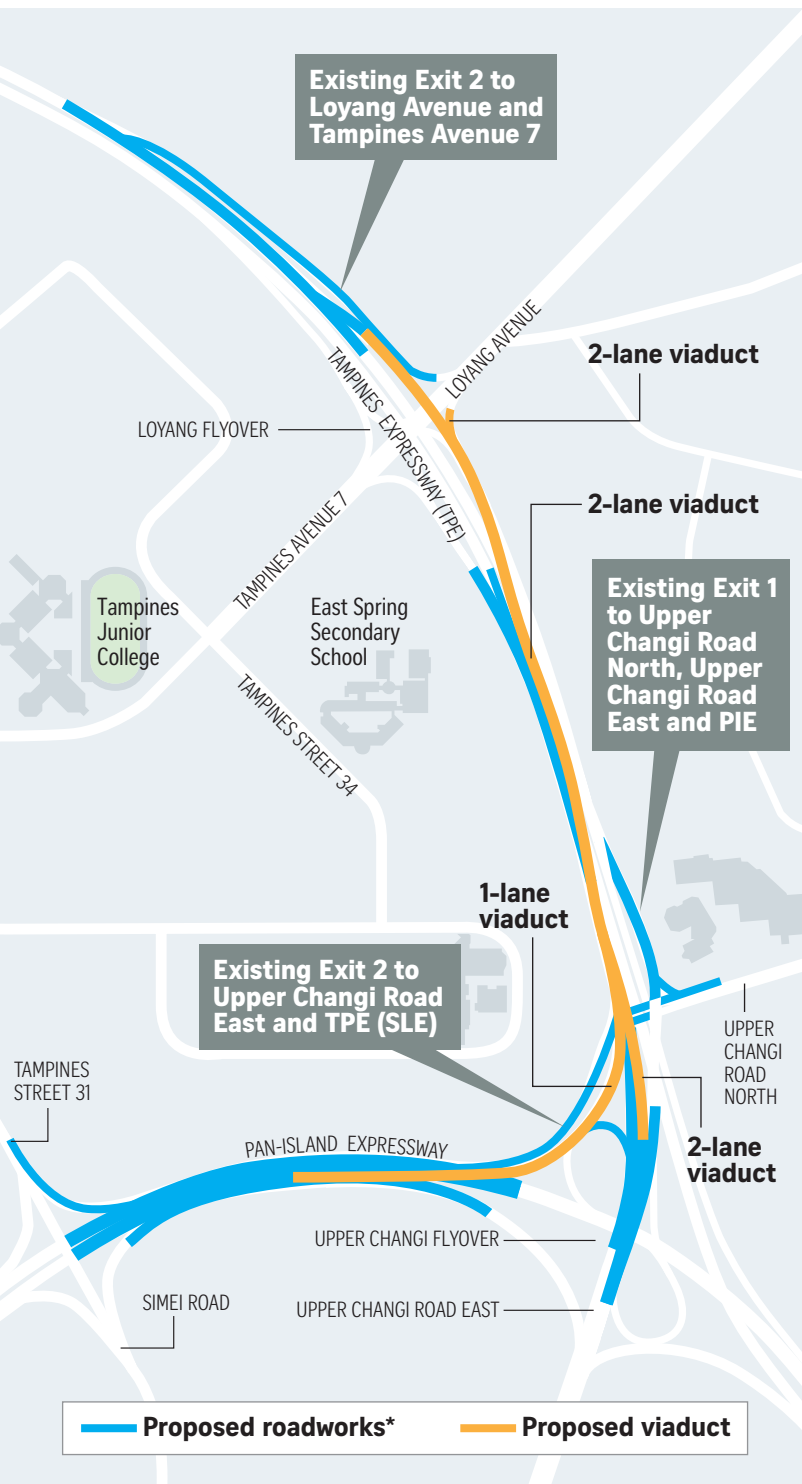 Existing Exit 2 to
Loyang Avenue and
Tampines Avenue 7
LOYANG AVENUE
2-lane viaduct
TAMPINES EXPRESSWAY (TPE)
LOYANG FLYOVER
2-lane viaduct
TAMPINES AVENUE 7
Existing Exit 1
to Upper
Changi Road
North, Upper
Changi Road
East and PIE
Tampines
Junior
College
East Spring
Secondary
School
TAMPINES STREET 34
1-lane
viaduct
Existing Exit 2 to
Upper Changi Road
East and TPE (SLE)
UPPER
CHANGI
ROAD
NORTH
TAMPINES
STREET 31
PAN-ISLAND EXPRESSWAY
2-lane
viaduct
UPPER CHANGI FLYOVER
SIMEI ROAD
UPPER CHANGI ROAD EAST
Proposed roadworks*
Proposed viaduct